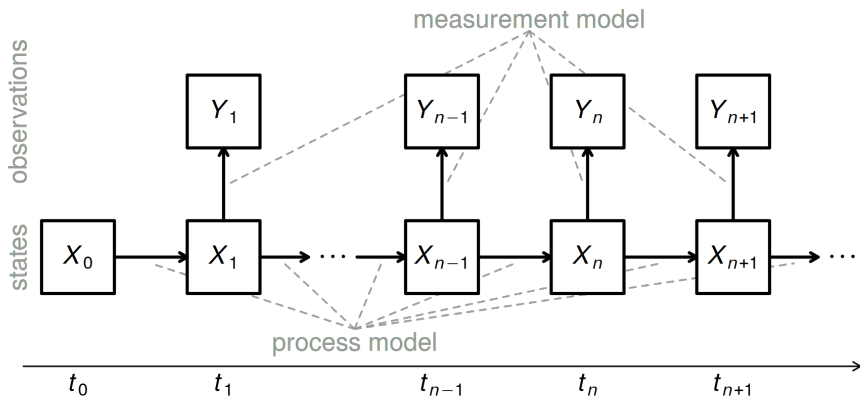 measurement model
observations
Y₁ Yₙ₋₁ Yₙ Yₙ₊₁
states
X₀ X₁ ··· Xₙ₋₁ Xₙ Xₙ₊₁ ···
process model
t₀ t₁ tₙ₋₁ tₙ tₙ₊₁